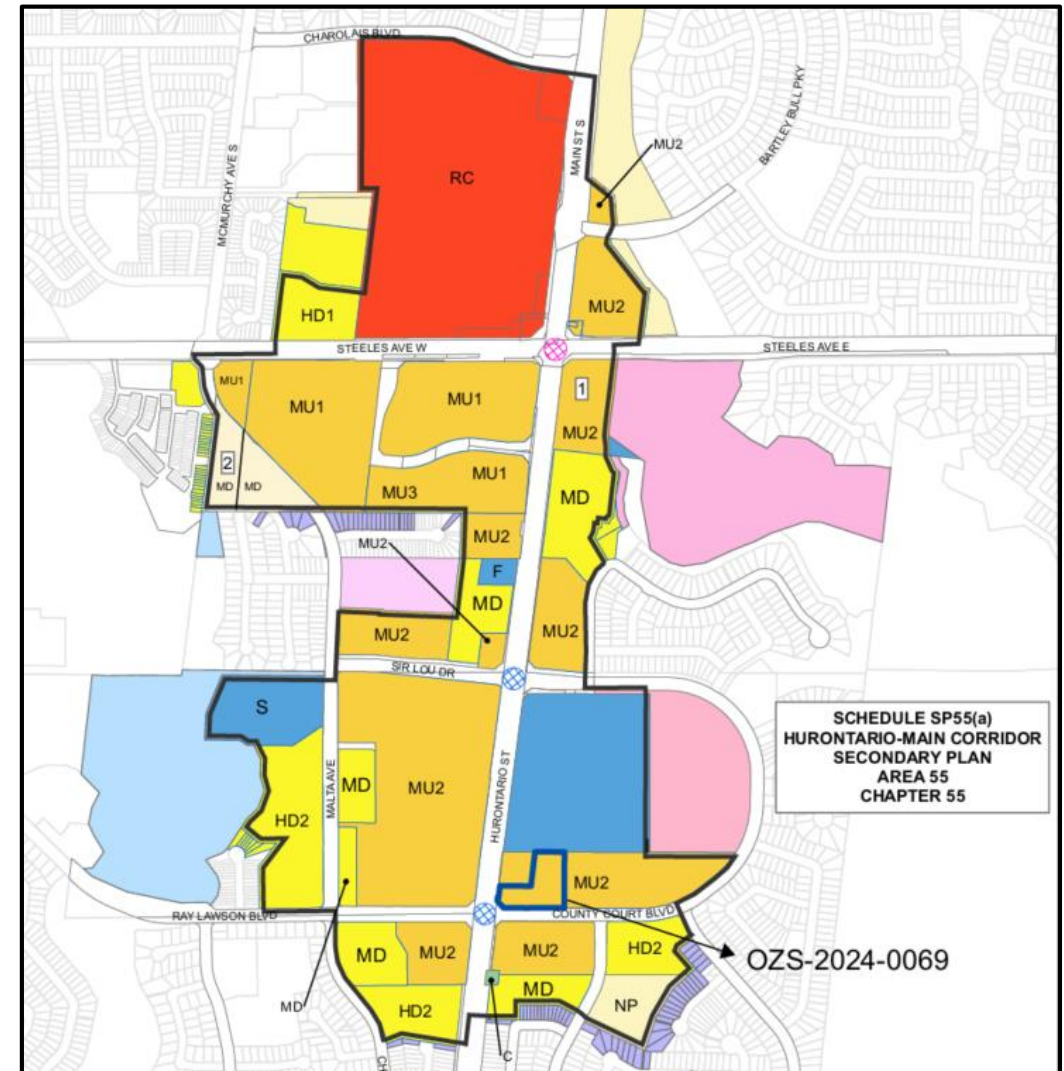 CHAROLAIS BLVD
BARTLEY BULL PKY
MAIN ST S
MU2
MCMURCHY AVE S
RC
MU2
HD1
STEELES AVE W
STEELES AVE E
MU1
MU1
MU1
1
MU2
2
MU1
MD
MD
MU3
MD
MU2
MU2
F
MD
MU2
MU2
SIR LOU DR
S
SCHEDULE SP55(a)
HURONTARIO-MAIN CORRIDOR
SECONDARY PLAN
AREA 55
CHAPTER 55
MALTA AVE
MD
MU2
HURONTARIO ST
HD2
MU2
RAY LAWSON BLVD
COUNTY COURT BLVD
MD
MU2
MU2
HD2
OZS-2024-0069
MD
MD
NP
HD2
C
CH